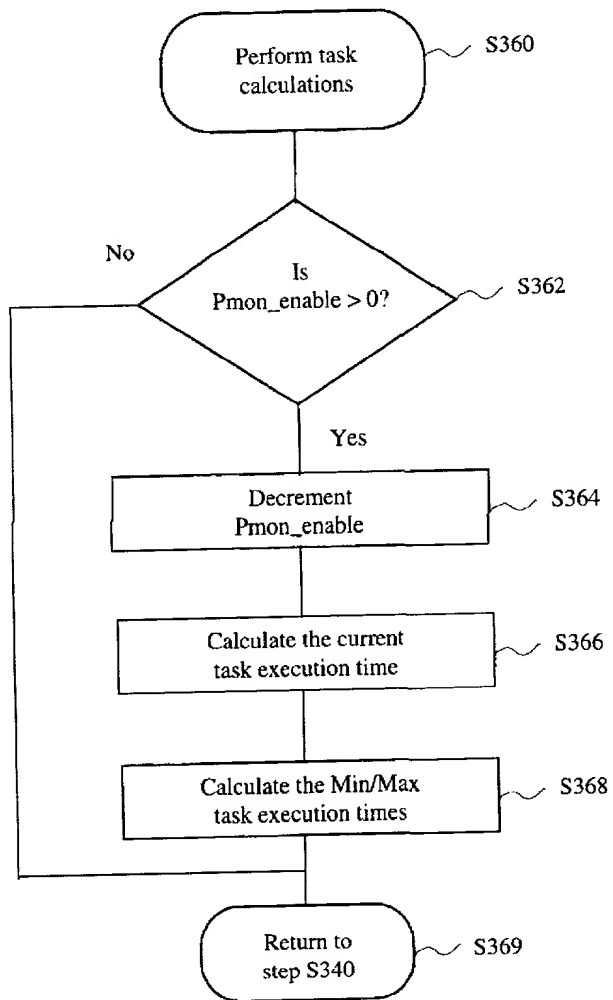 Perform task
calculations
S360
No
Is
Pmon_enable > 0?
S362
Yes
Decrement
Pmon_enable
S364
Calculate the current
task execution time
S366
Calculate the Min/Max
task execution times
S368
Return to
step S340
S369